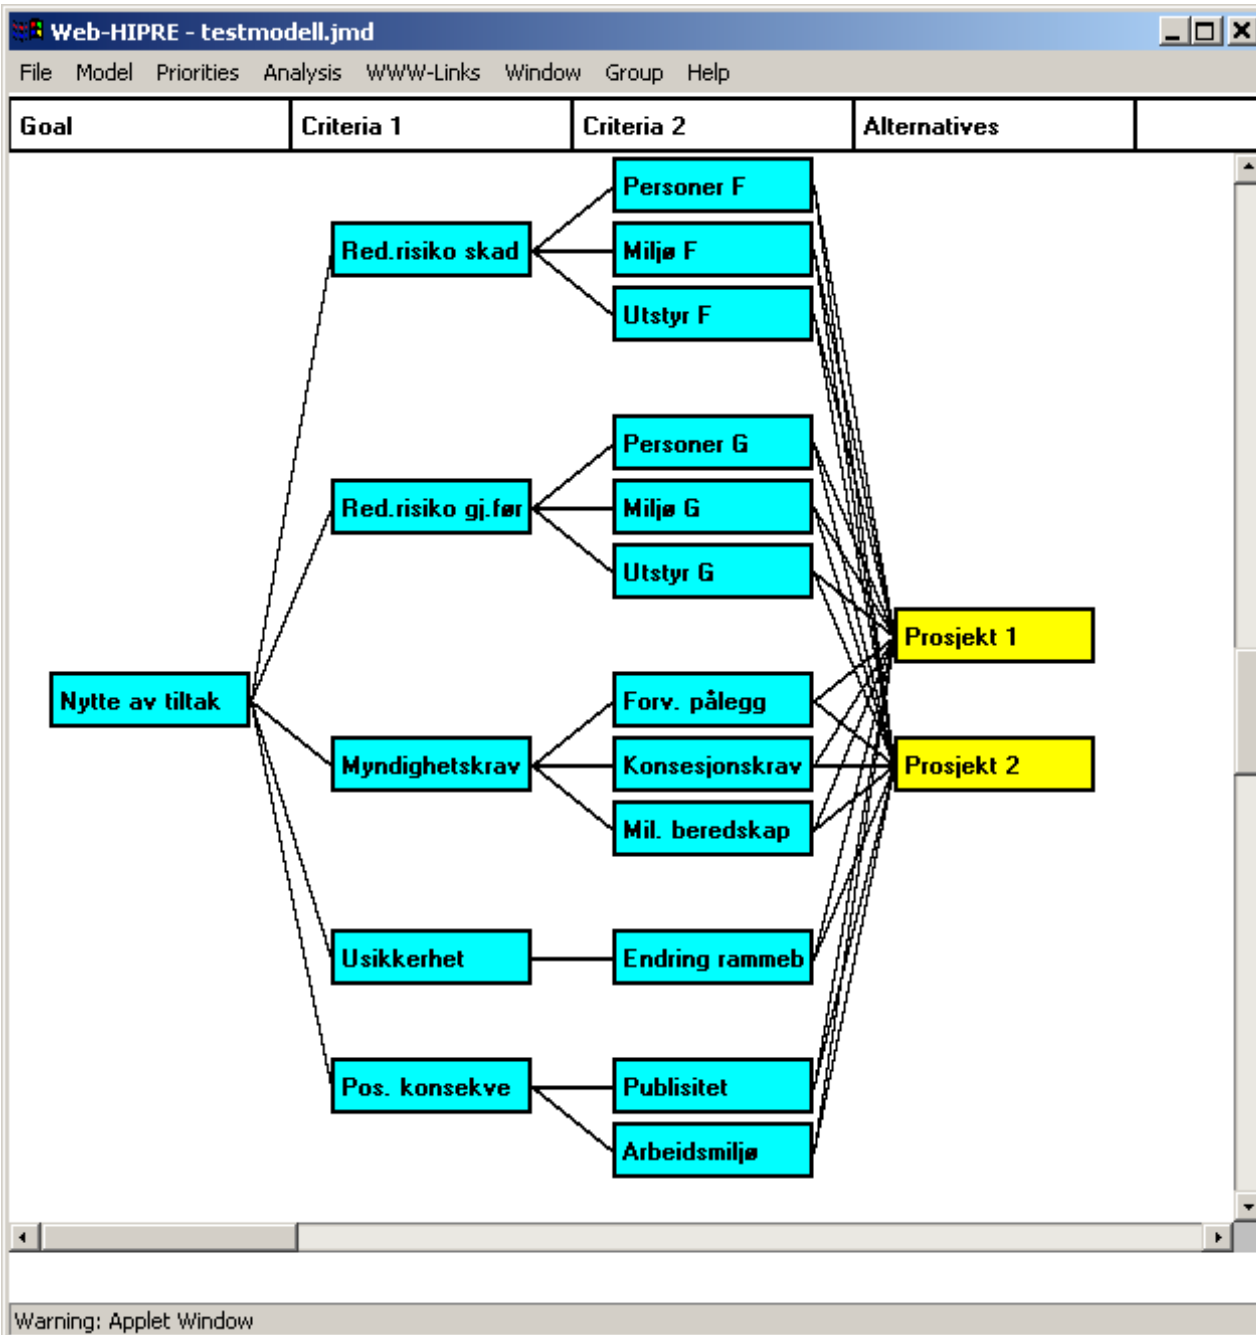 Web-HIPRE - testmodell.jmd
File Model Priorities Analysis WWW-Links Window Group Help
Goal Criteria 1 Criteria 2 Alternatives
Personer F
Red.risiko skad
Miljø F
Utstyr F
Personer G
Red.risiko gj.før
Miljø G
Utstyr G
Prosjekt 1
Nytte av tiltak
Forv. pålegg
Myndighetskrav
Konsesjonskrav
Prosjekt 2
Mil. beredskap
Usikkerhet
Endring rammeb
Pos. konsekve
Publisitet
Arbeidsmiljø
Warning: Applet Window